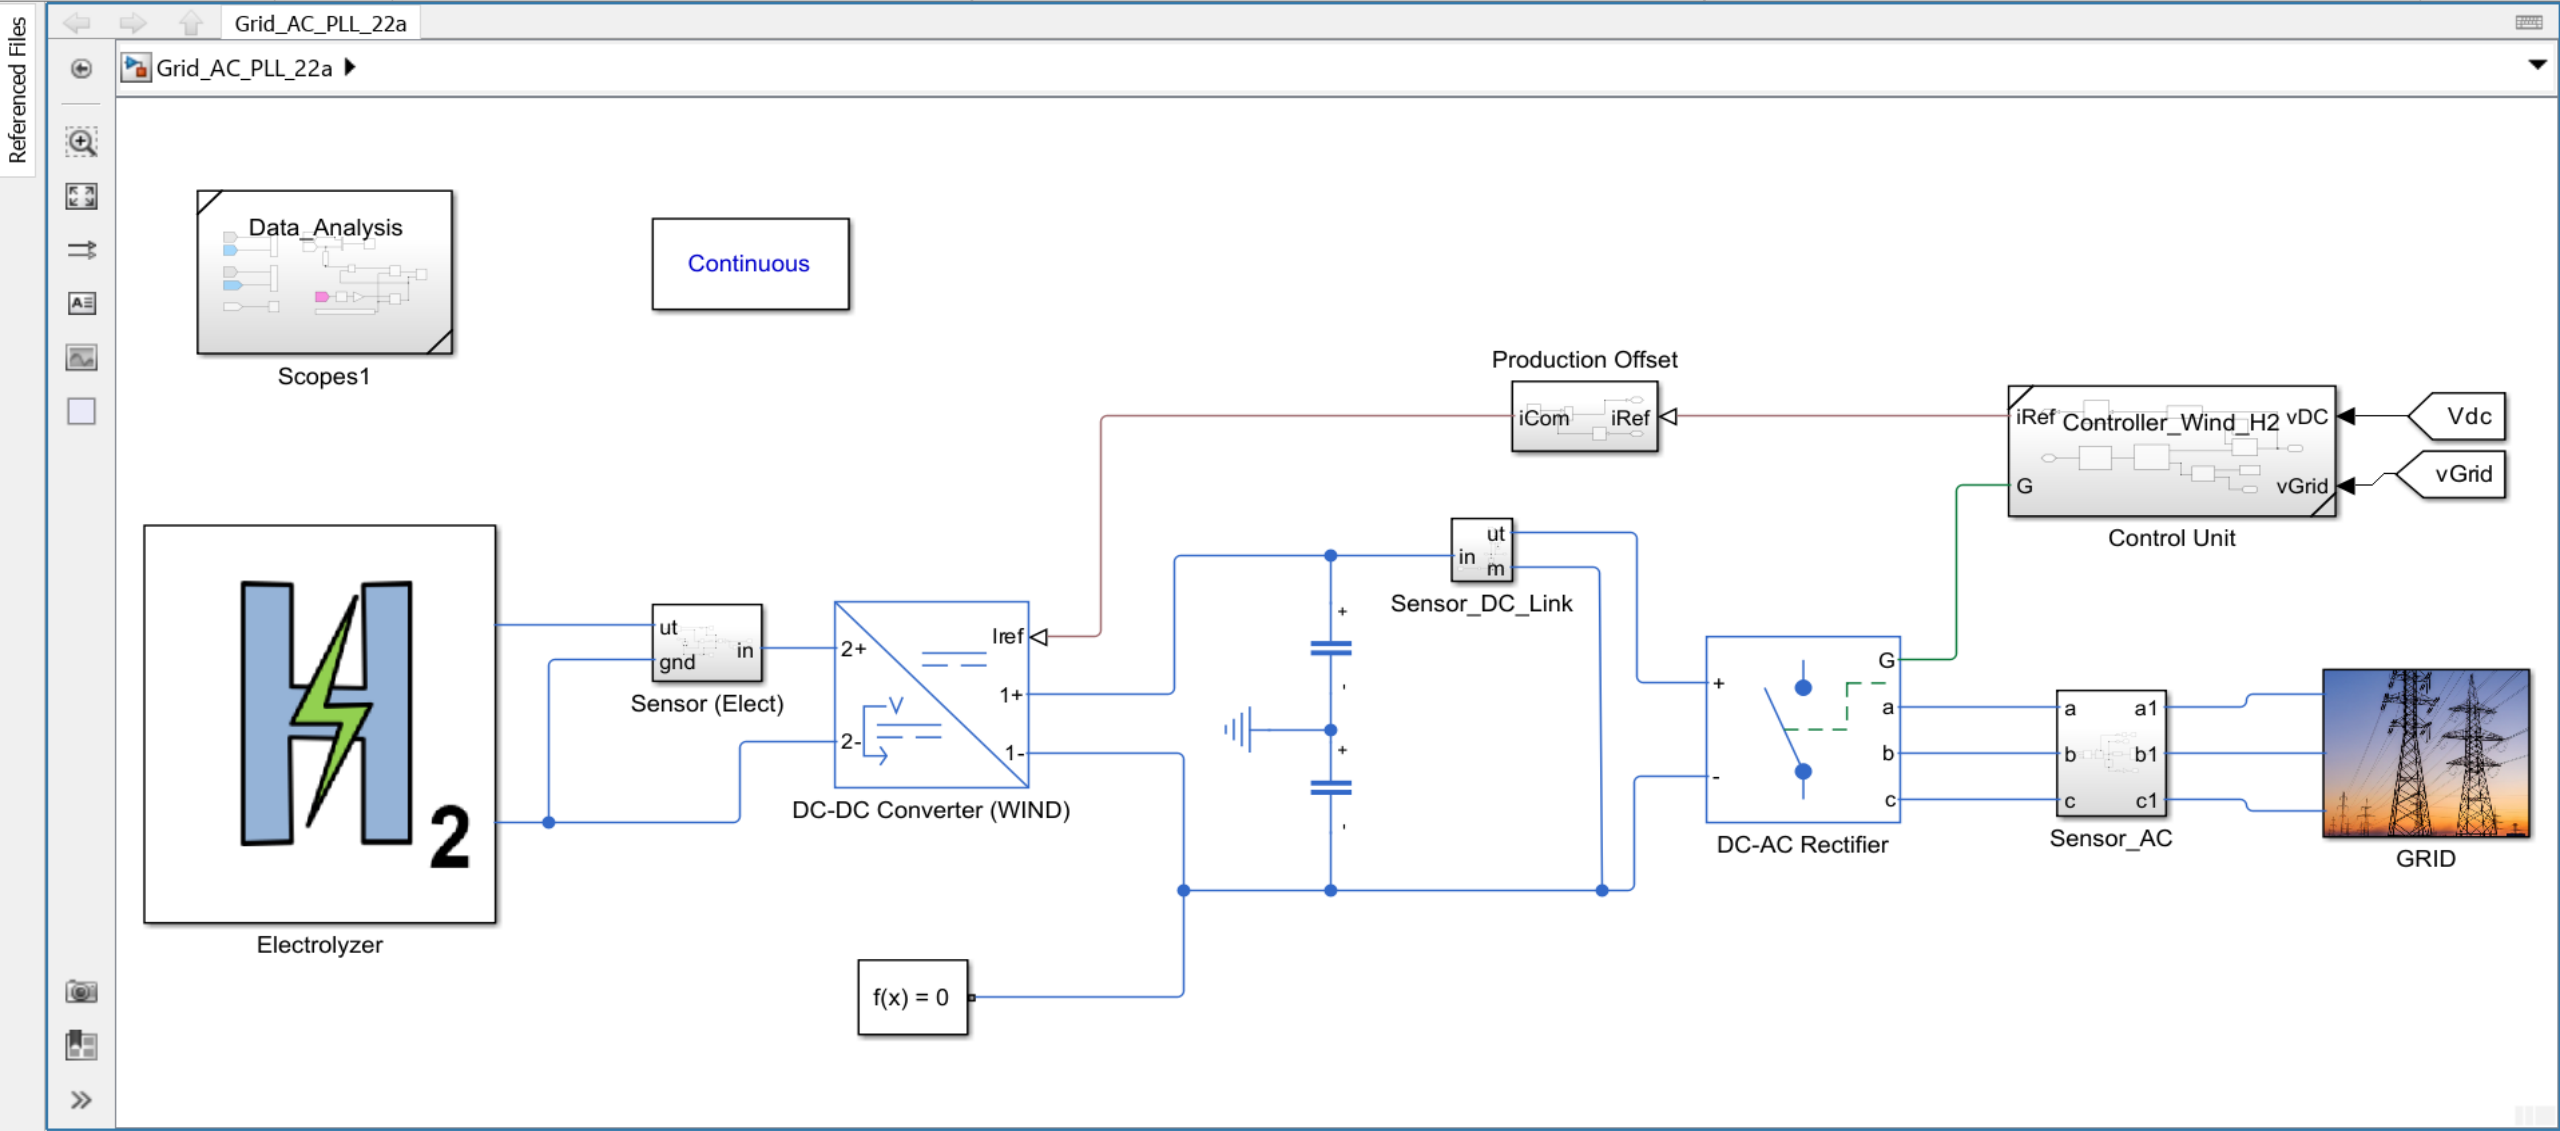 Referenced Files
Grid_AC_PLL_22a
Grid_AC_PLL_22a
Data_Analysis
Scopes1
Continuous
Production Offset
iCom
iRef
iRef
Controller_Wind_H2
vDC
G
vGrid
Control Unit
Vdc
vGrid
H
2
Electrolyzer
ut
gnd
in
Sensor (Elect)
2+
2-
Iref
1+
1-
V
DC-DC Converter (WIND)
+
-
+
-
in
ut
m
Sensor_DC_Link
+
-
G
a
b
c
DC-AC Rectifier
a
b
c
a1
b1
c1
Sensor_AC
GRID
f(x) = 0